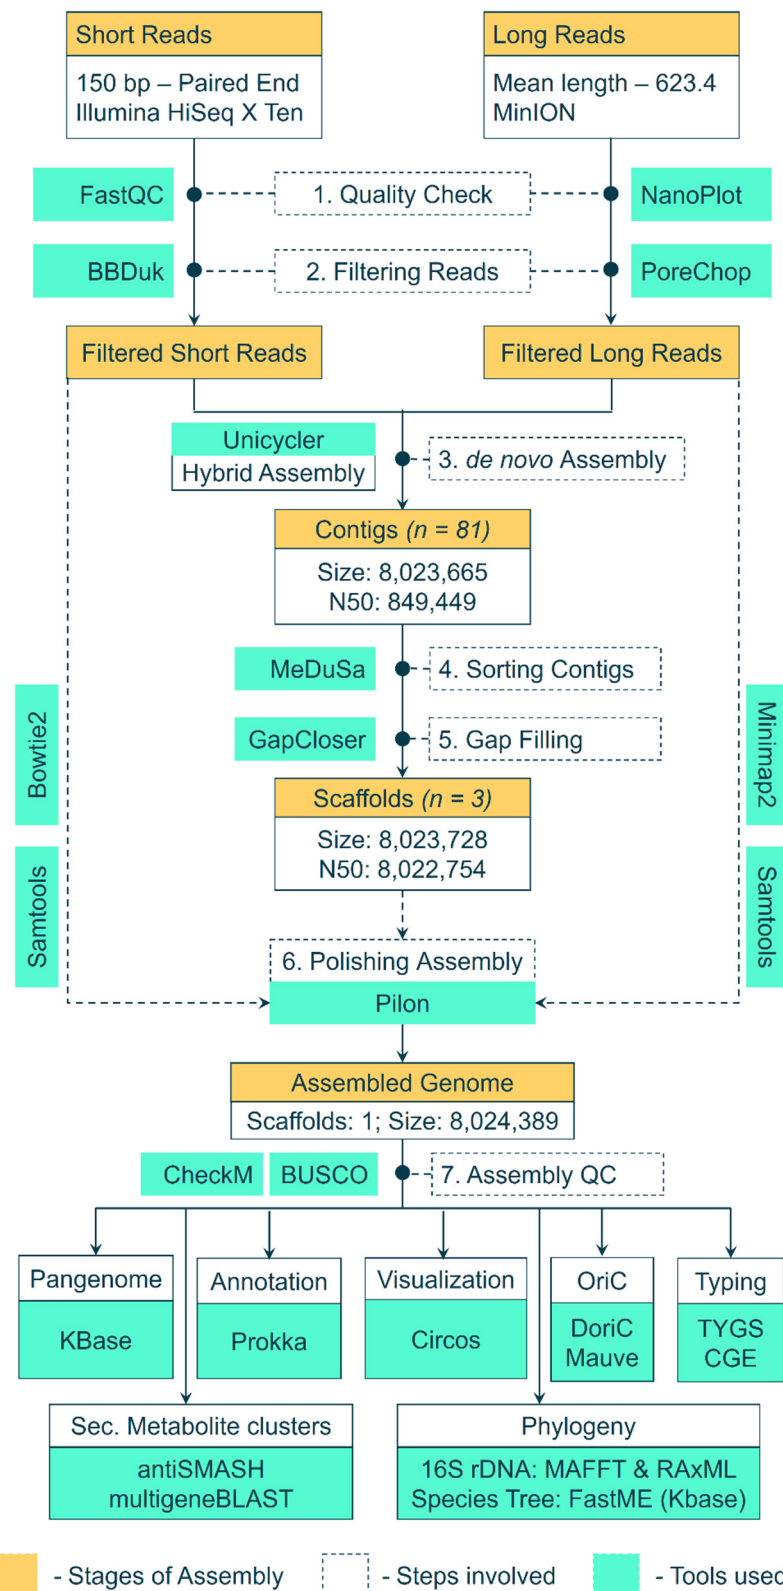 Short Reads
150 bp – Paired End
Illumina HiSeq X Ten
Long Reads
Mean length – 623.4
MinION
FastQC
1. Quality Check
NanoPlot
BBDuk
2. Filtering Reads
PoreChop
Filtered Short Reads
Filtered Long Reads
Unicycler
Hybrid Assembly
3. de novo Assembly
Contigs (n = 81)
Size: 8,023,665
N50: 849,449
MeDuSa
4. Sorting Contigs
GapCloser
5. Gap Filling
Bowtie2
Samtools
Minimap2
Samtools
Scaffolds (n = 3)
Size: 8,023,728
N50: 8,022,754
6. Polishing Assembly
Pilon
Assembled Genome
Scaffolds: 1; Size: 8,024,389
CheckM
BUSCO
7. Assembly QC
Pangenome
KBase
Annotation
Prokka
Visualization
Circos
OriC
DoriC
Mauve
Typing
TYGS
CGE
Sec. Metabolite clusters
antiSMASH
multigeneBLAST
Phylogeny
16S rDNA: MAFFT & RAxML
Species Tree: FastME (Kbase)
- Stages of Assembly
- Steps involved
- Tools used